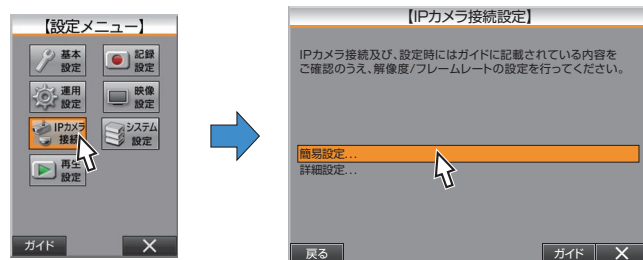 【設定メニュー】
基本
設定
記録
設定
運用
設定
映像
設定
IPカメラ
接続
システム
設定
再生
設定
ガイド
【IPカメラ接続設定】
IPカメラ接続及び、設定時にはガイドに記載されている内容を
ご確認のうえ、解像度/フレームレートの設定を行ってください。
簡易設定...
詳細設定...
戻る
ガイド